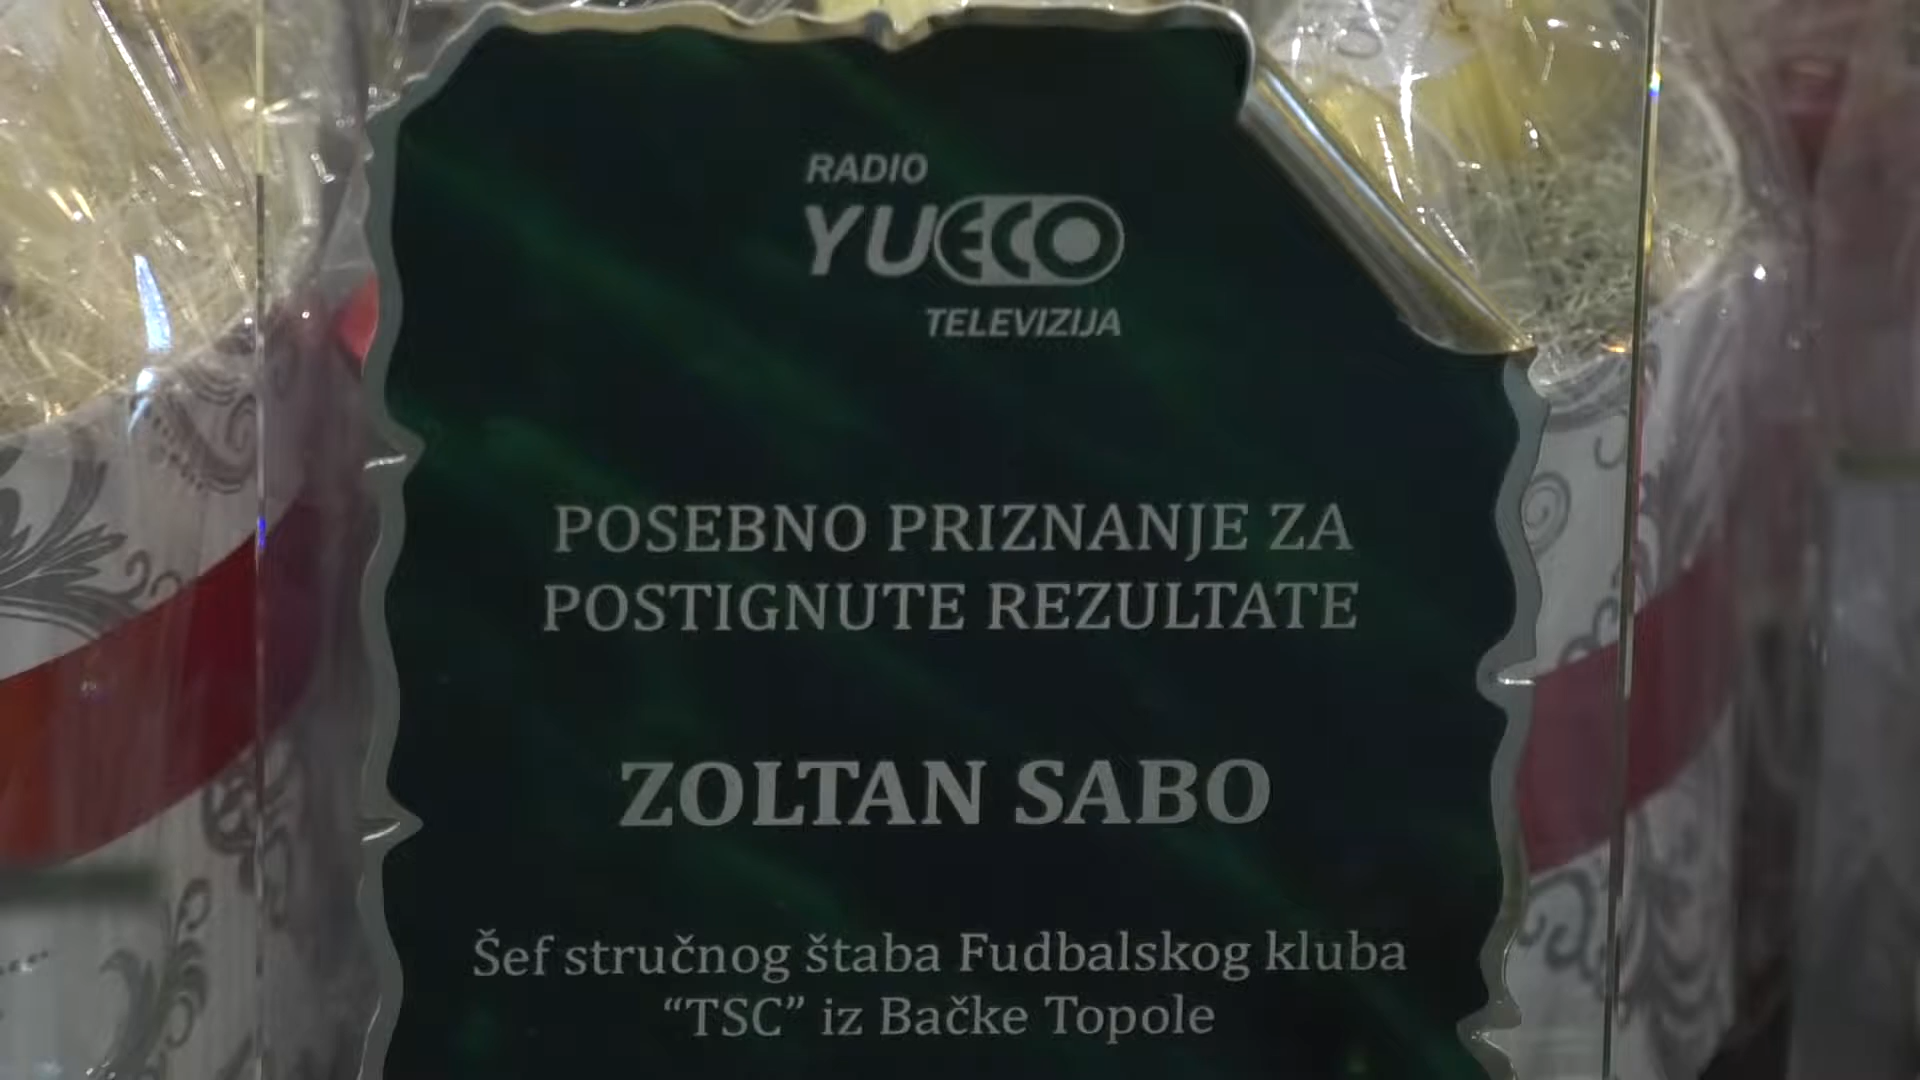 RADIO
YUECO
TELEVIZIJA
POSEBNO PRIZNANJE ZA
POSTIGNUTE REZULTATE
ZOLTAN SABO
Šef stručnog štaba Fudbalskog kluba
“TSC” iz Bačke Topole